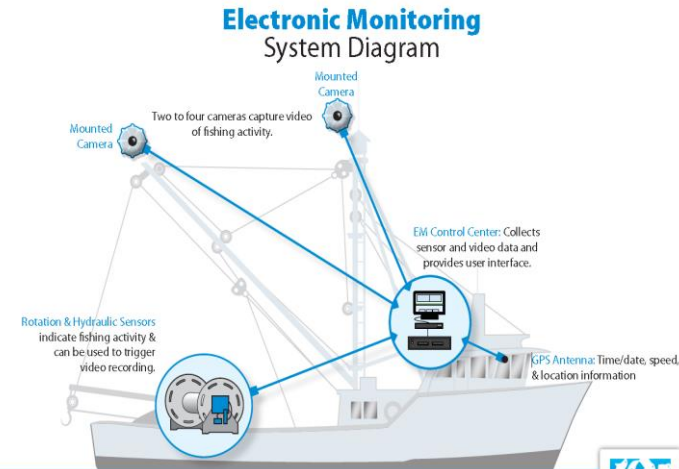 Electronic Monitoring
System Diagram
Mounted
Camera
Two to four cameras capture video
of fishing activity.
Mounted
Camera
EM Control Center: Collects
sensor and video data and
provides user interface.
Rotation & Hydraulic Sensors
indicate fishing activity &
can be used to trigger
video recording.
GPS Antenna: Time/date, speed,
& location information